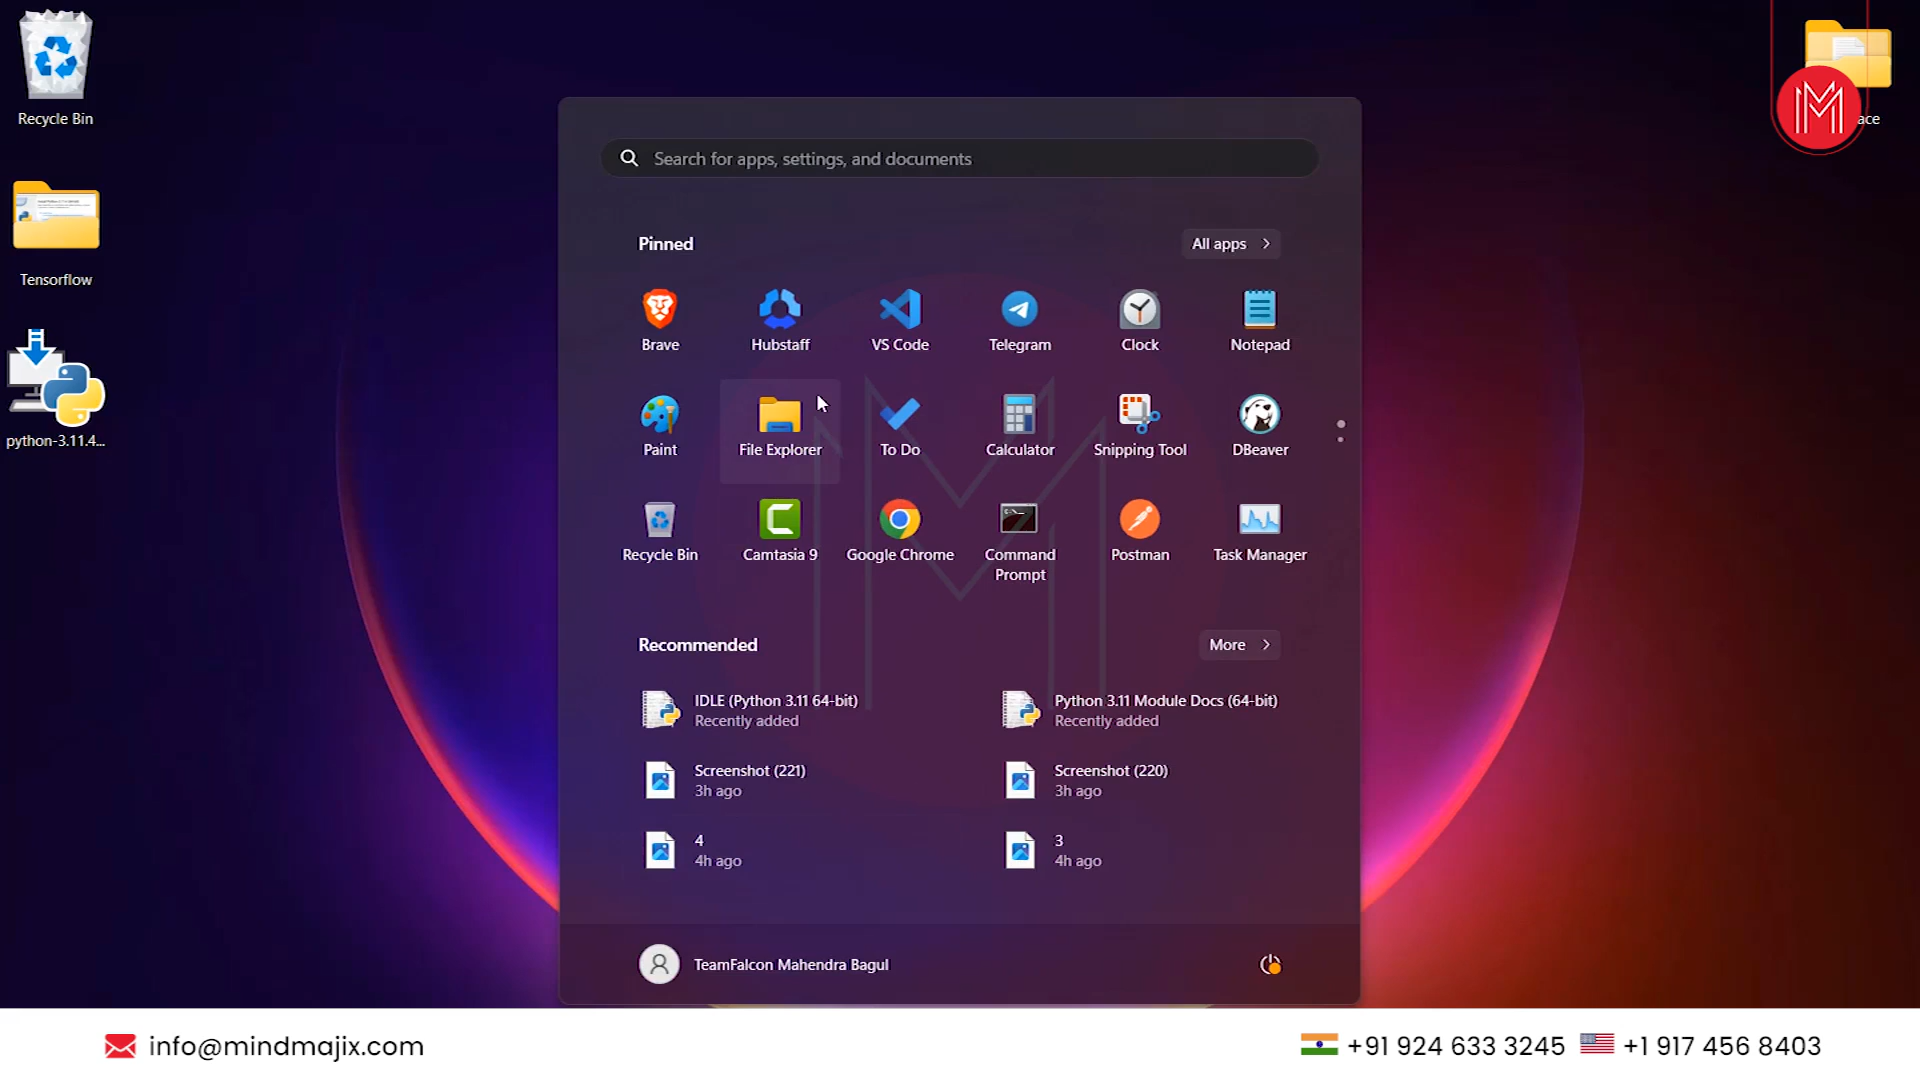 Recycle Bin
Tensorflow
python-3.11.4...
ace
Search for apps, settings, and documents
Pinned
All apps
Brave
Hubstaff
VS Code
Telegram
Clock
Notepad
Paint
File Explorer
To Do
Calculator
Snipping Tool
DBeaver
Recycle Bin
Camtasia 9
Google Chrome
Command
Prompt
Postman
Task Manager
Recommended
More
IDLE (Python 3.11 64-bit)
Recently added
Python 3.11 Module Docs (64-bit)
Recently added
Screenshot (221)
3h ago
Screenshot (220)
3h ago
4
4h ago
3
4h ago
TeamFalcon Mahendra Bagul
info@mindmajix.com
+91 924 633 3245
+1 917 456 8403